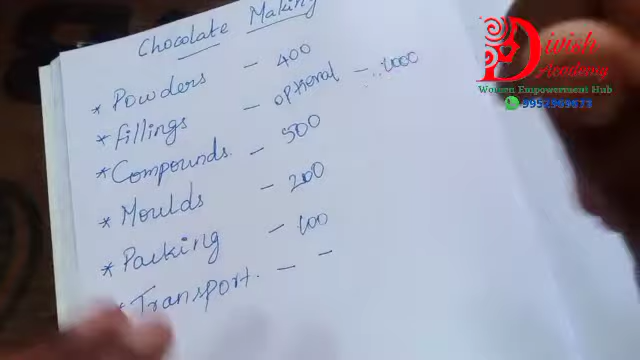 Chocolate Making
* Powders - 400
* Fillings - optional - 1000
* Compounds. - 500
* Moulds - 200
* Packing - 100
* Transport. - -
Divish
Academy
Women Empowerment Hub
9952969673